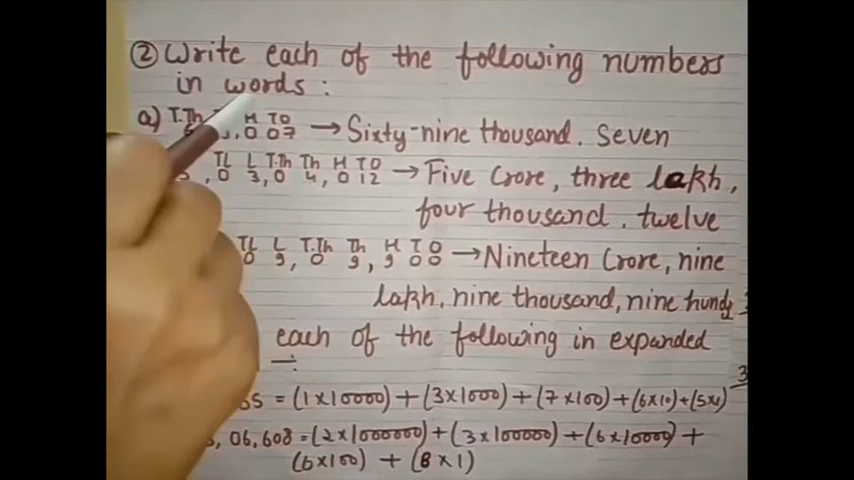 ② Write each of the following numbers
in words :
a) T.Th H T O
, 0 0 7 → Sixty-nine thousand. Seven
TL L T.Th Th H T O
5, 0 3, 0 4, 0 1 2 → Five Crore, three lakh,
four thousand. twelve
TL L T.Th Th H T O
0 9, 0 9, 9 0 0 → Nineteen Crore, nine
lakh, nine thousand, nine hund
each of the following in expanded
:
= (1×10000) + (3×1000) + (7×100) + (6×10) + (5×1)
, 06, 608 = (2×1000000) + (3×100000) + (6×10000) +
(6×100) + (8×1)